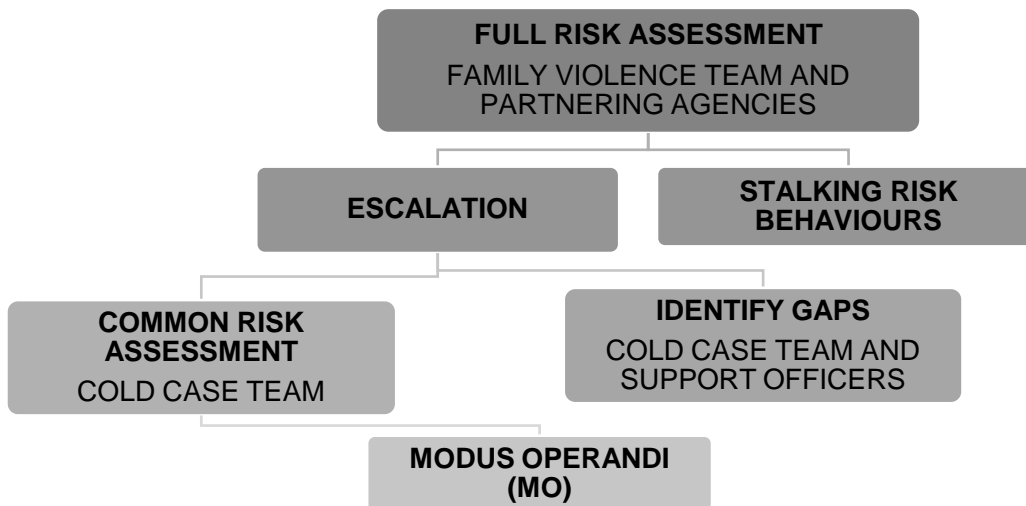 FULL RISK ASSESSMENT
FAMILY VIOLENCE TEAM AND
PARTNERING AGENCIES
ESCALATION
STALKING RISK
BEHAVIOURS
COMMON RISK
ASSESSMENT
COLD CASE TEAM
IDENTIFY GAPS
COLD CASE TEAM AND
SUPPORT OFFICERS
MODUS OPERANDI
(MO)